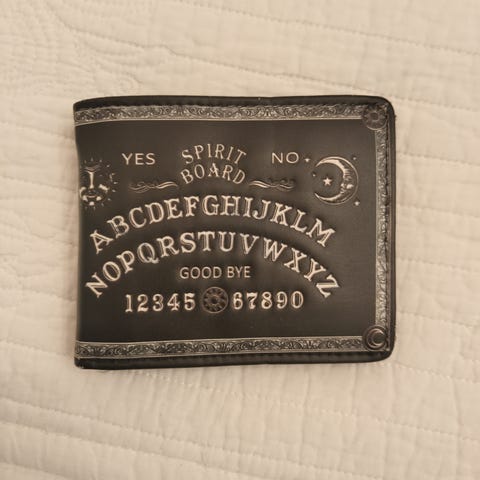 YES SPIRIT NO
BOARD
ABCDEFGHIJKLM
NOPQRSTUVWXYZ
GOOD BYE
12345 67890